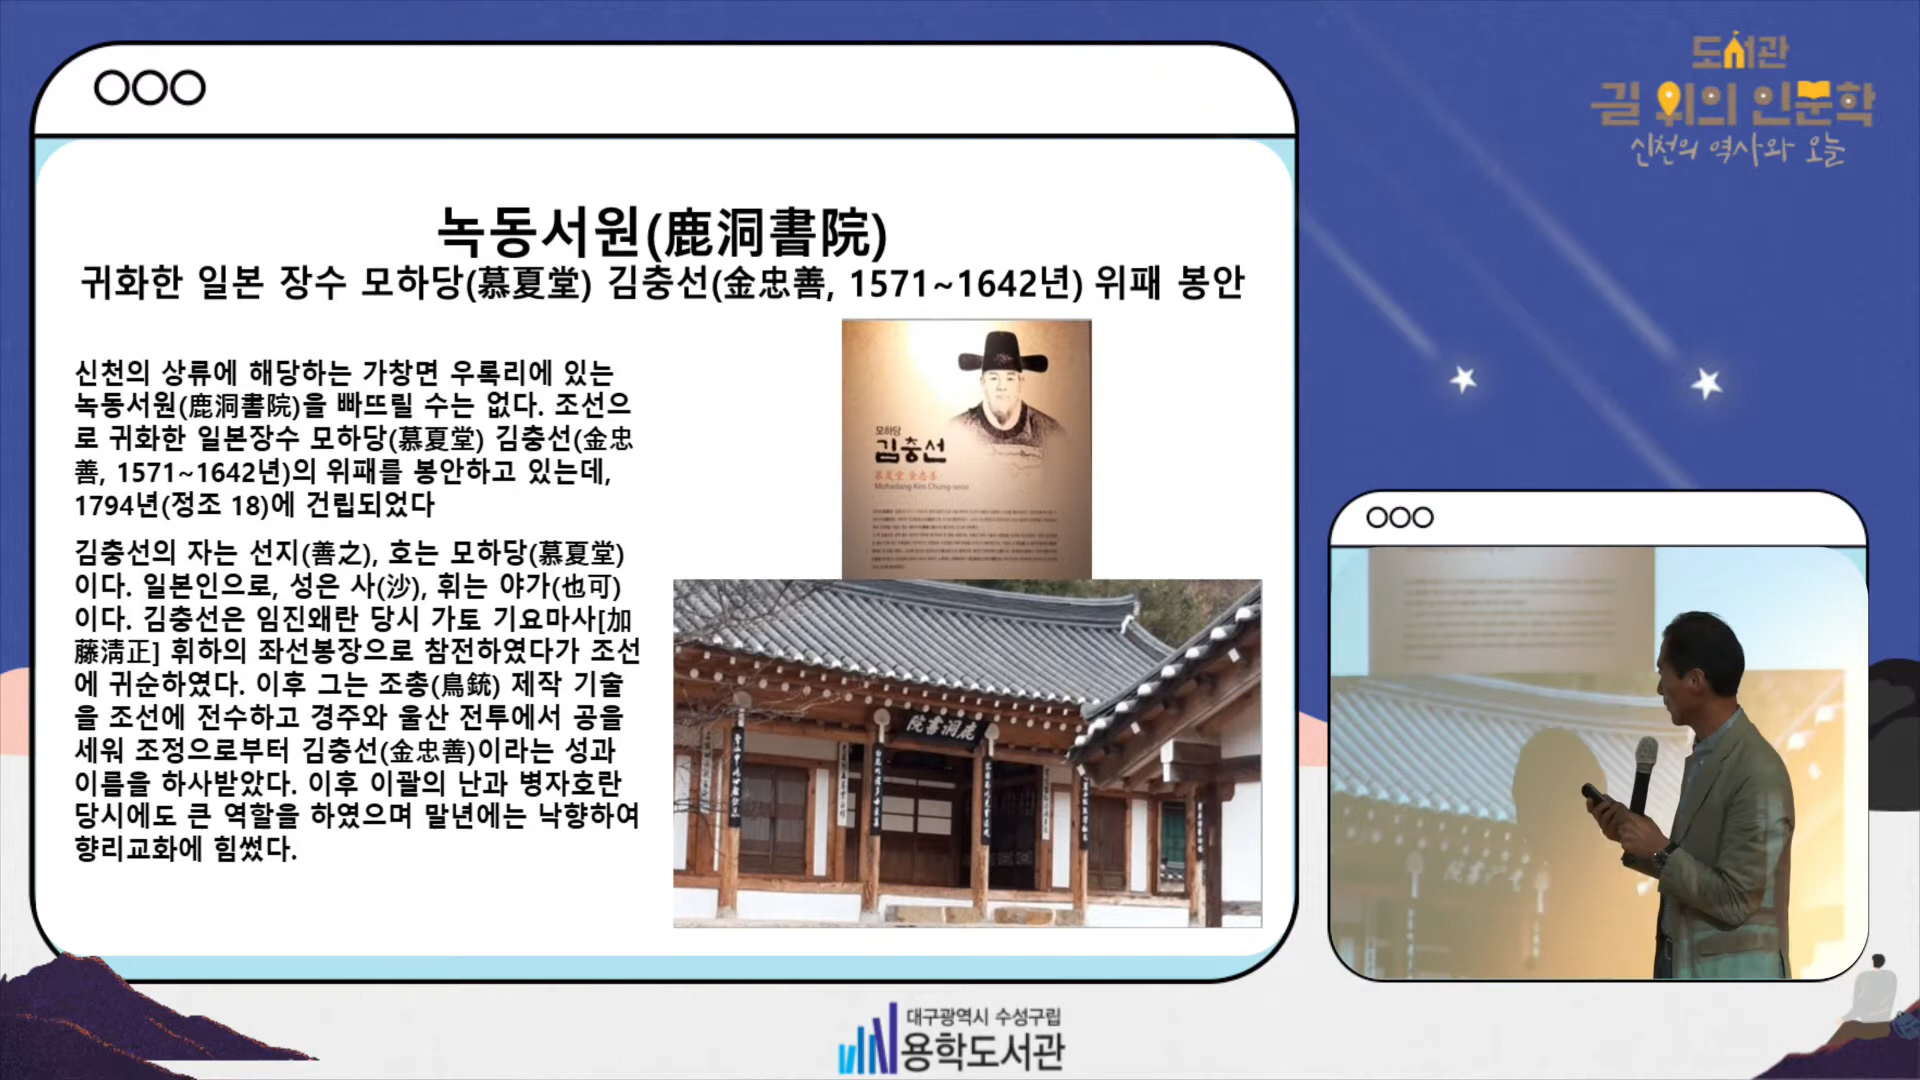 도서관
길 위의 인문학
신천의 역사와 오늘
녹동서원(鹿洞書院)
귀화한 일본 장수 모하당(慕夏堂) 김충선(金忠善, 1571~1642년) 위패 봉안
신천의 상류에 해당하는 가창면 우록리에 있는
녹동서원(鹿洞書院)을 빠뜨릴 수는 없다. 조선으
로 귀화한 일본장수 모하당(慕夏堂) 김충선(金忠
善, 1571~1642년)의 위패를 봉안하고 있는데,
1794년(정조 18)에 건립되었다
김충선의 자는 선지(善之), 호는 모하당(慕夏堂)
이다. 일본인으로, 성은 사(沙), 휘는 야가(也可)
이다. 김충선은 임진왜란 당시 가토 기요마사[加
藤淸正] 휘하의 좌선봉장으로 참전하였다가 조선
에 귀순하였다. 이후 그는 조총(鳥銃) 제작 기술
을 조선에 전수하고 경주와 울산 전투에서 공을
세워 조정으로부터 김충선(金忠善)이라는 성과
이름을 하사받았다. 이후 이괄의 난과 병자호란
당시에도 큰 역할을 하였으며 말년에는 낙향하여
향리교화에 힘썼다.
모하당
김충선
慕夏堂 金忠善
Mohadang Kim Chung-seon
院書洞鹿
대구광역시 수성구립
용학도서관